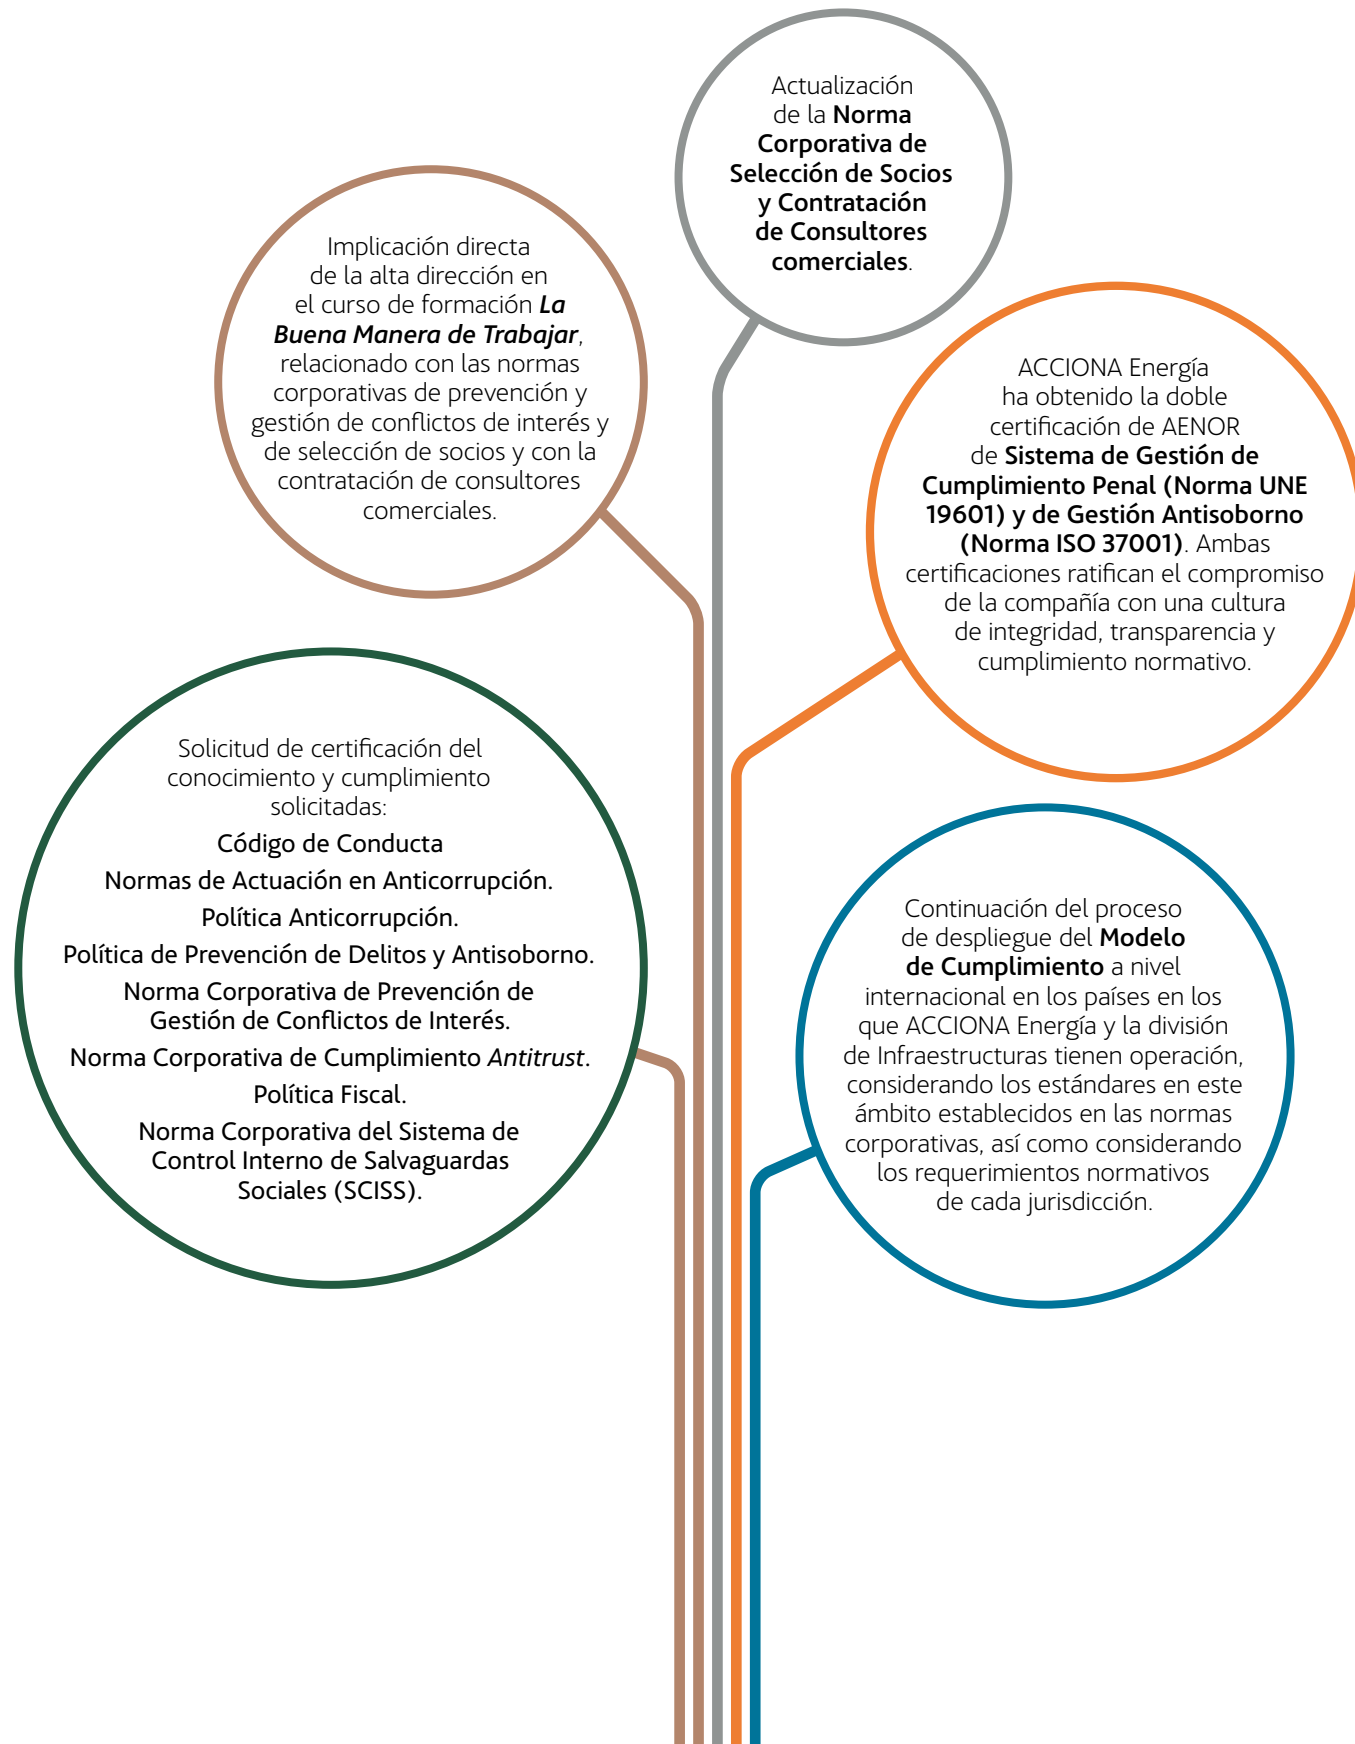 Actualización
de la Norma
Corporativa de
Selección de Socios
y Contratación
de Consultores
comerciales.
Implicación directa
de la alta dirección en
el curso de formación La
Buena Manera de Trabajar,
relacionado con las normas
corporativas de prevención y
gestión de conflictos de interés y
de selección de socios y con la
contratación de consultores
comerciales.
ACCIONA Energía
ha obtenido la doble
certificación de AENOR
de Sistema de Gestión de
Cumplimiento Penal (Norma UNE
19601) y de Gestión Antisoborno
(Norma ISO 37001). Ambas
certificaciones ratifican el compromiso
de la compañía con una cultura
de integridad, transparencia y
cumplimiento normativo.
Solicitud de certificación del
conocimiento y cumplimiento
solicitadas:
Código de Conducta
Normas de Actuación en Anticorrupción.
Política Anticorrupción.
Política de Prevención de Delitos y Antisoborno.
Norma Corporativa de Prevención de
Gestión de Conflictos de Interés.
Norma Corporativa de Cumplimiento Antitrust.
Política Fiscal.
Norma Corporativa del Sistema de
Control Interno de Salvaguardas
Sociales (SCISS).
Continuación del proceso
de despliegue del Modelo
de Cumplimiento a nivel
internacional en los países en los
que ACCIONA Energía y la división
de Infraestructuras tienen operación,
considerando los estándares en este
ámbito establecidos en las normas
corporativas, así como considerando
los requerimientos normativos
de cada jurisdicción.